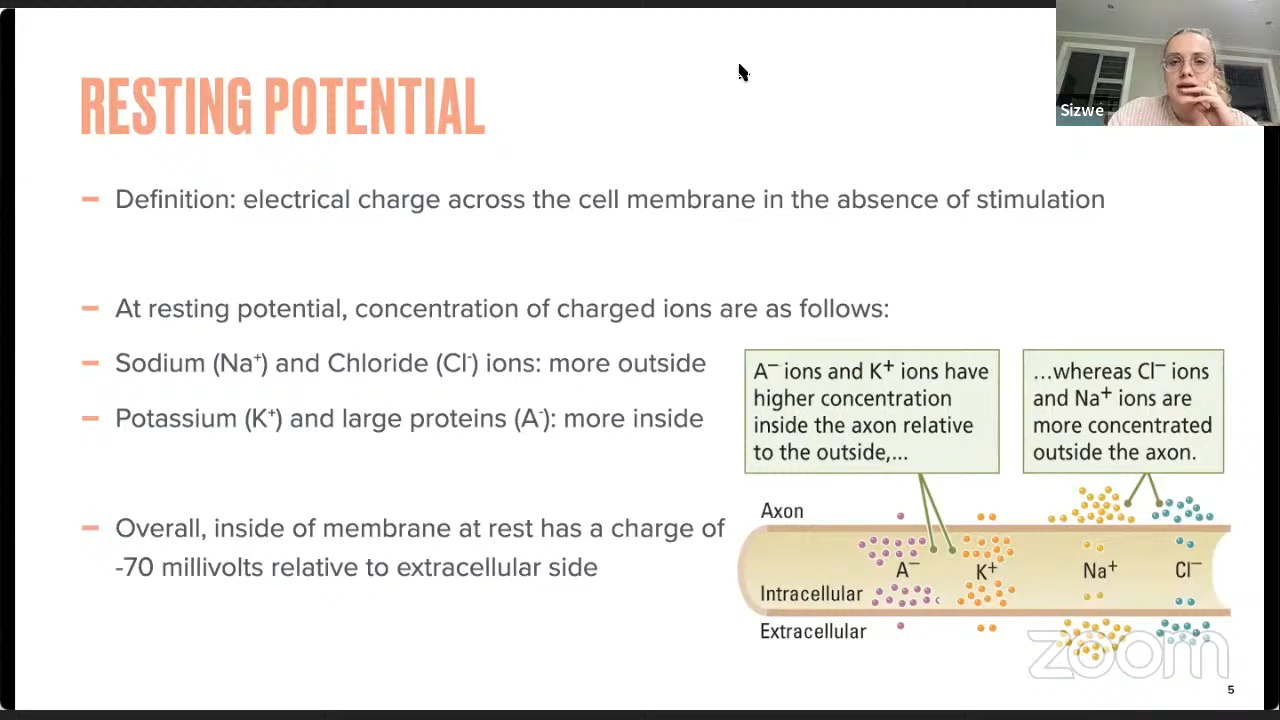 RESTING POTENTIAL
Sizwe
– Definition: electrical charge across the cell membrane in the absence of stimulation
– At resting potential, concentration of charged ions are as follows:
– Sodium (Na⁺) and Chloride (Cl⁻) ions: more outside
– Potassium (K⁺) and large proteins (A⁻): more inside
– Overall, inside of membrane at rest has a charge of
-70 millivolts relative to extracellular side
A⁻ ions and K⁺ ions have
higher concentration
inside the axon relative
to the outside,...
...whereas Cl⁻ ions
and Na⁺ ions are
more concentrated
outside the axon.
Axon
A⁻ K⁺ Na⁺ Cl⁻
Intracellular
Extracellular
zoom
5